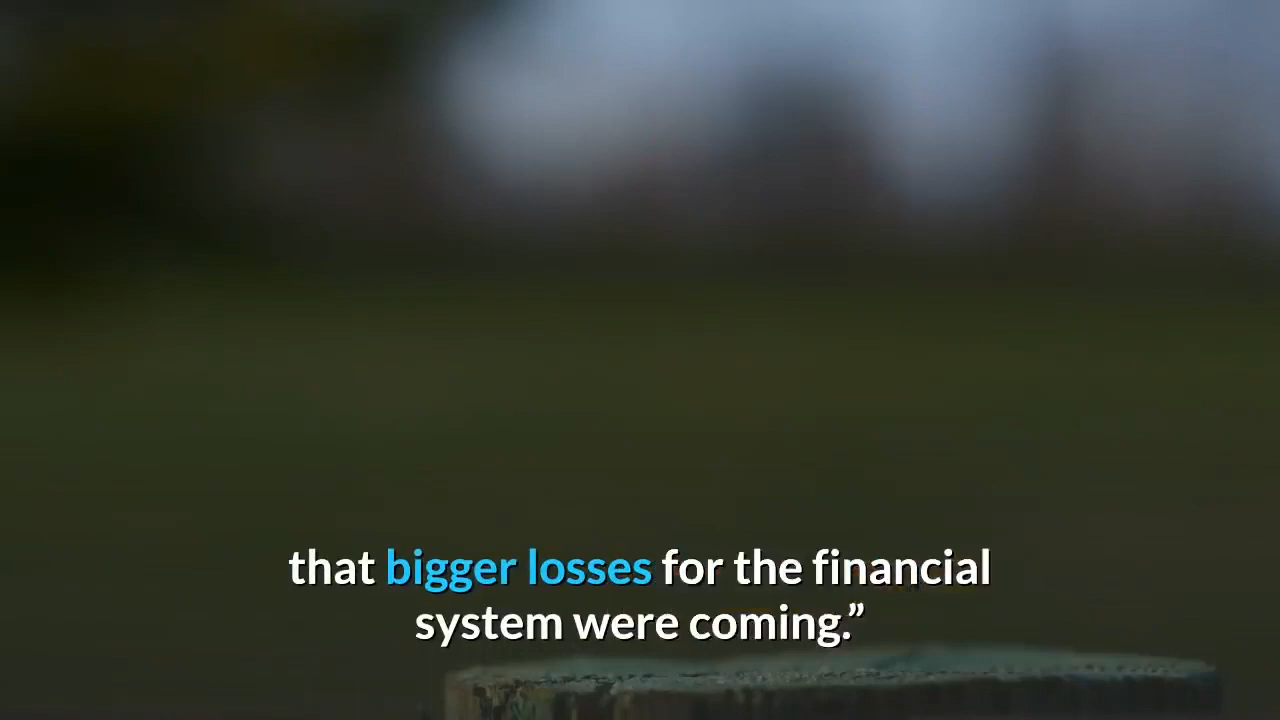 that bigger losses for the financial
system were coming.”